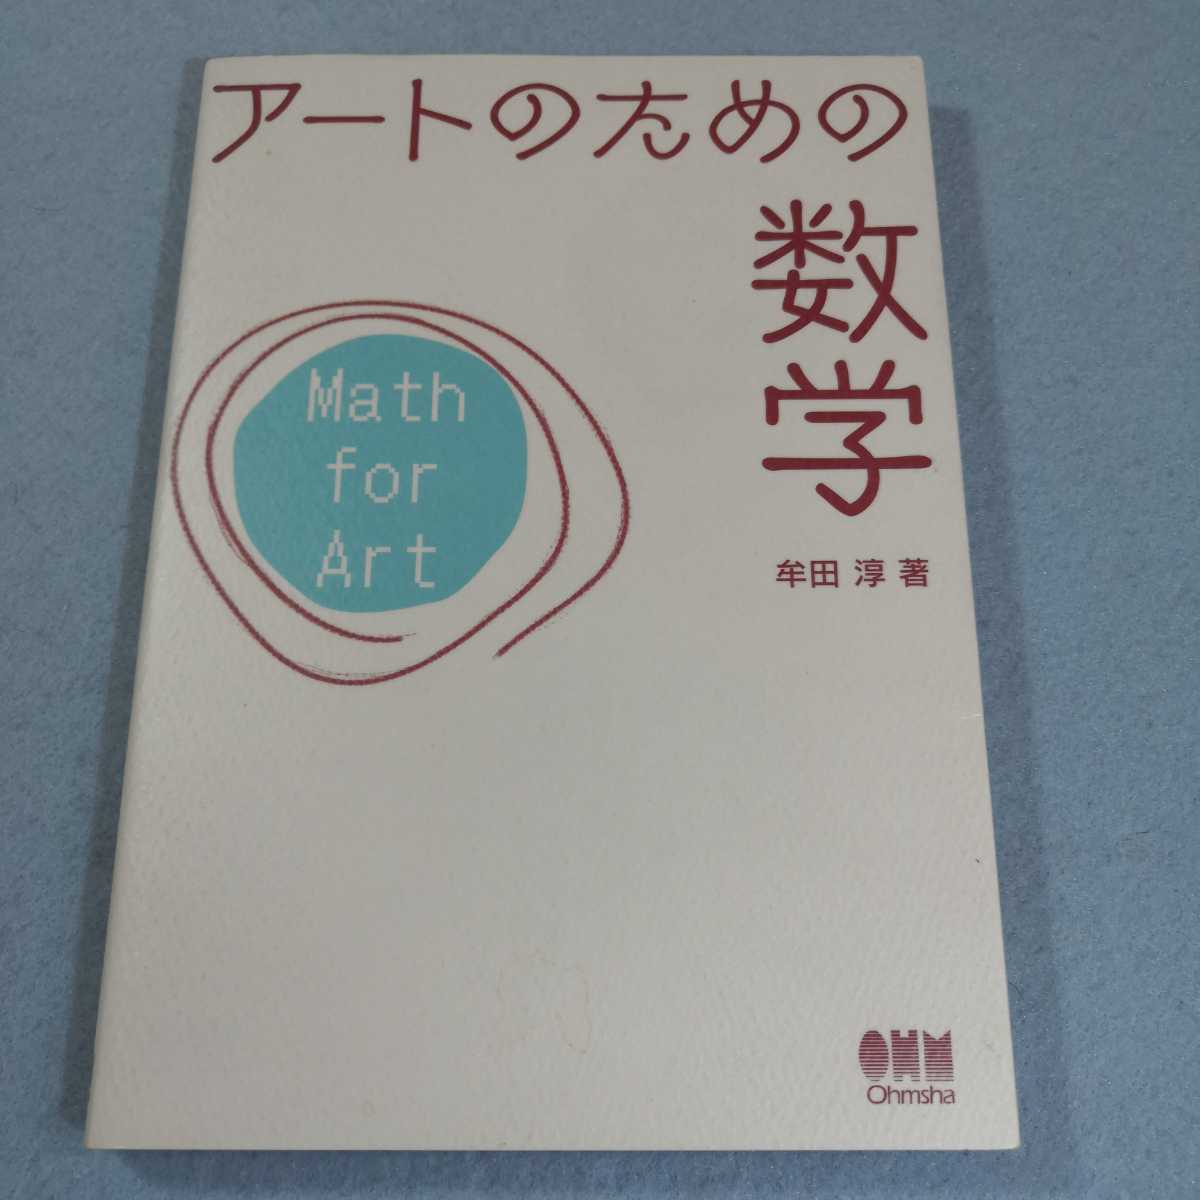 アートのための
数学
Math
for
Art
牟田 淳 著
OHM
Ohmsha